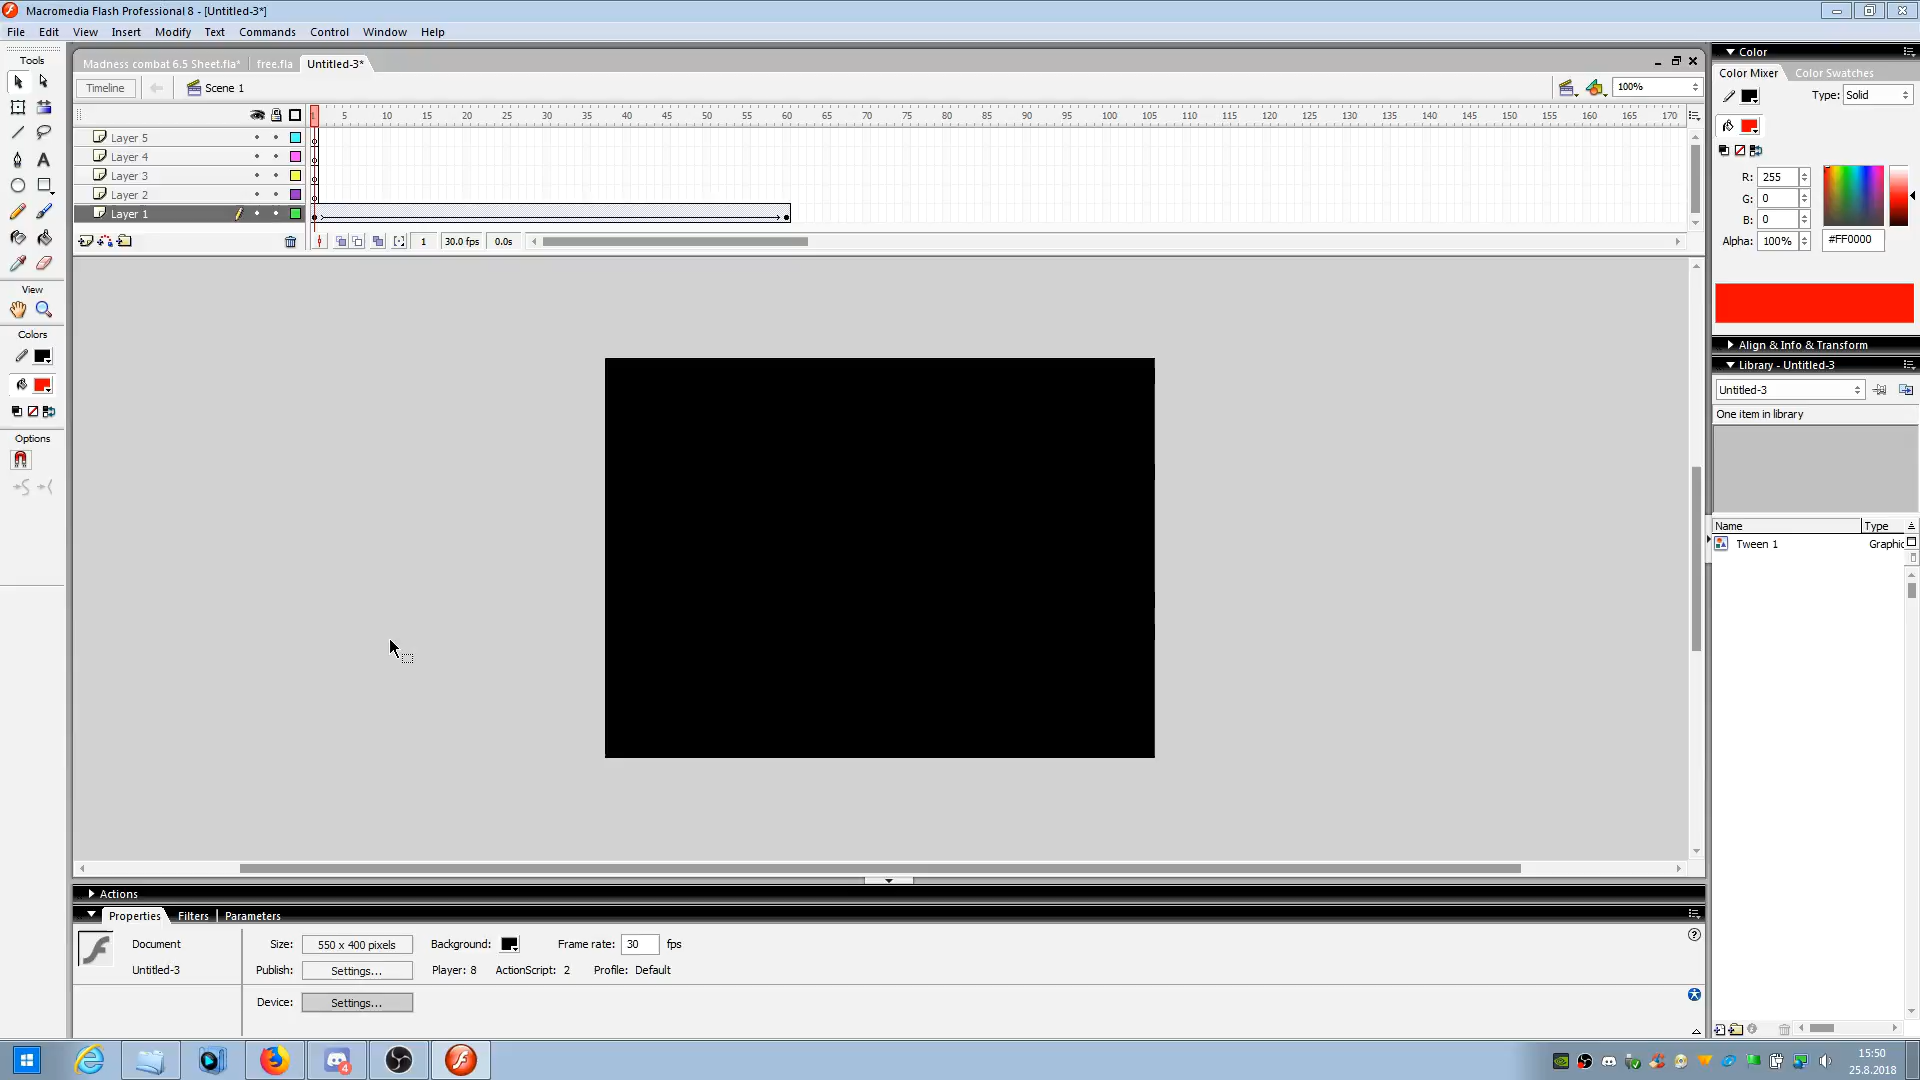 Macromedia Flash Professional 8 - [Untitled-3*]
File Edit View Insert Modify Text Commands Control Window Help
Tools
Madness combat 6.5 Sheet.fla* free.fla Untitled-3*
Timeline Scene 1 100%
5 10 15 20 25 30 35 40 45 50 55 60 65 70 75 80 85 90 95 100 105 110 115 120 125 130 135 140 145 150 155 160 165 170
Layer 5
Layer 4
Layer 3
Layer 2
Layer 1
1 30.0 fps 0.0s
View
Colors
Options
Color
Color Mixer Color Swatches
Type: Solid
R: 255
G: 0
B: 0
Alpha: 100% #FF0000
Align & Info & Transform
Library - Untitled-3
Untitled-3
One item in library
Name Type
Tween 1 Graphic
Actions
Properties Filters Parameters
Document Size: 550 x 400 pixels Background: Frame rate: 30 fps
Untitled-3 Publish: Settings... Player: 8 ActionScript: 2 Profile: Default
Device: Settings...
4
15:50
25.8.2018